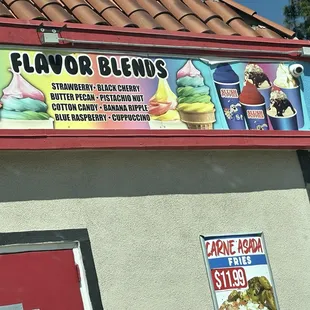 FLAVOR BLENDS
STRAWBERRY • BLACK CHERRY
BUTTER PECAN • PISTACHIO NUT
COTTON CANDY • BANANA RIPPLE
BLUE RASPBERRY • CUPPUCCINO
CARNE ASADA
FRIES
$11.99